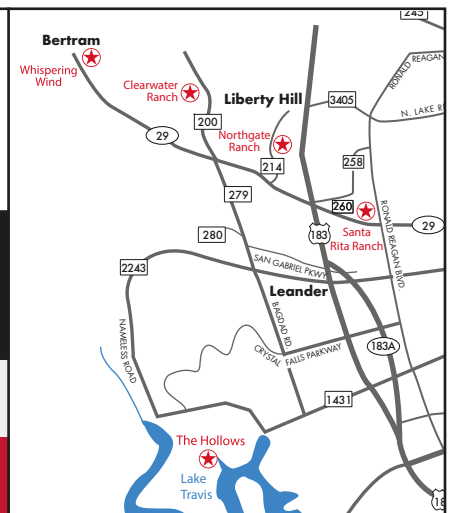 245
Bertram
Whispering
Wind
RONALD REAGAN
Clearwater
Ranch
Liberty Hill
3405
N. LAKE
200
29
Northgate
Ranch
258
214
279
260
RONALD REAGAN BLVD.
29
280
183
Santa
Rita Ranch
2243
SAN GABRIEL PKWY
Leander
BAGDAD RD.
NAMELESS ROAD
CRYSTAL FALLS PARKWAY
183A
1431
The Hollows
Lake
Travis
18